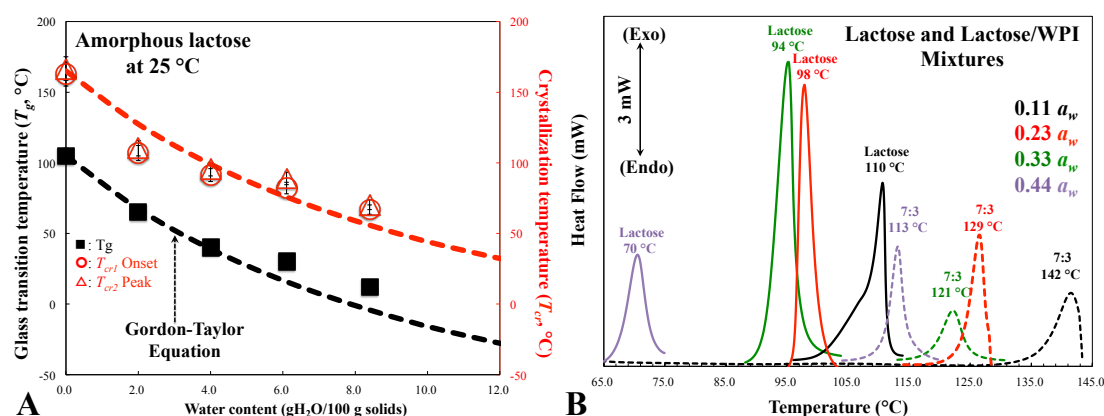 Amorphous lactose
at 25 °C
Glass transition temperature (Tg, °C)
200
150
100
50
0
-50
Crystallization temperature (Tcr, °C)
200
150
100
50
0
-50
: Tg
: Tcr1 Onset
: Tcr2 Peak
Gordon-Taylor
Equation
0.0
2.0
4.0
6.0
8.0
10.0
12.0
Water content (gH2O/100 g solids)
A
Lactose and Lactose/WPI
Mixtures
(Exo)
3 mW
(Endo)
0.11 aw
0.23 aw
0.33 aw
0.44 aw
Heat Flow (mW)
Lactose
70 °C
Lactose
94 °C
Lactose
98 °C
Lactose
110 °C
7:3
113 °C
7:3
121 °C
7:3
129 °C
7:3
142 °C
65.0
75.0
85.0
95.0
105.0
115.0
125.0
135.0
145.0
Temperature (°C)
B